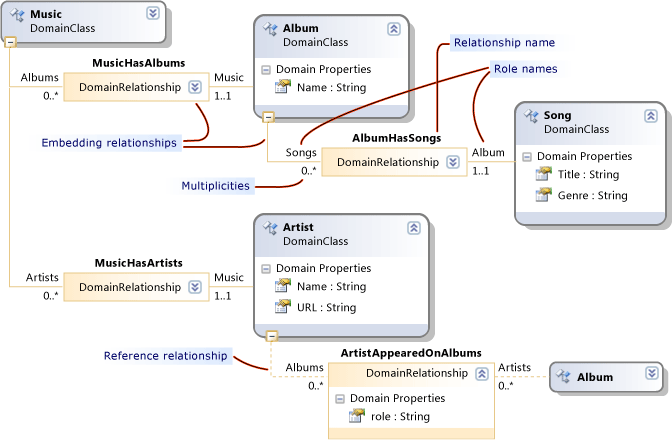 Music
DomainClass
Album
DomainClass
Domain Properties
Name : String
Relationship name
Role names
MusicHasAlbums
Albums
Music
DomainRelationship
0..*
1..1
Embedding relationships
Multiplicities
AlbumHasSongs
Songs
Album
DomainRelationship
0..*
1..1
Song
DomainClass
Domain Properties
Title : String
Genre : String
Artist
DomainClass
Domain Properties
Name : String
URL : String
MusicHasArtists
Artists
Music
DomainRelationship
0..*
1..1
Reference relationship
ArtistAppearedOnAlbums
Albums
Artists
DomainRelationship
0..*
0..*
Domain Properties
role : String
Album